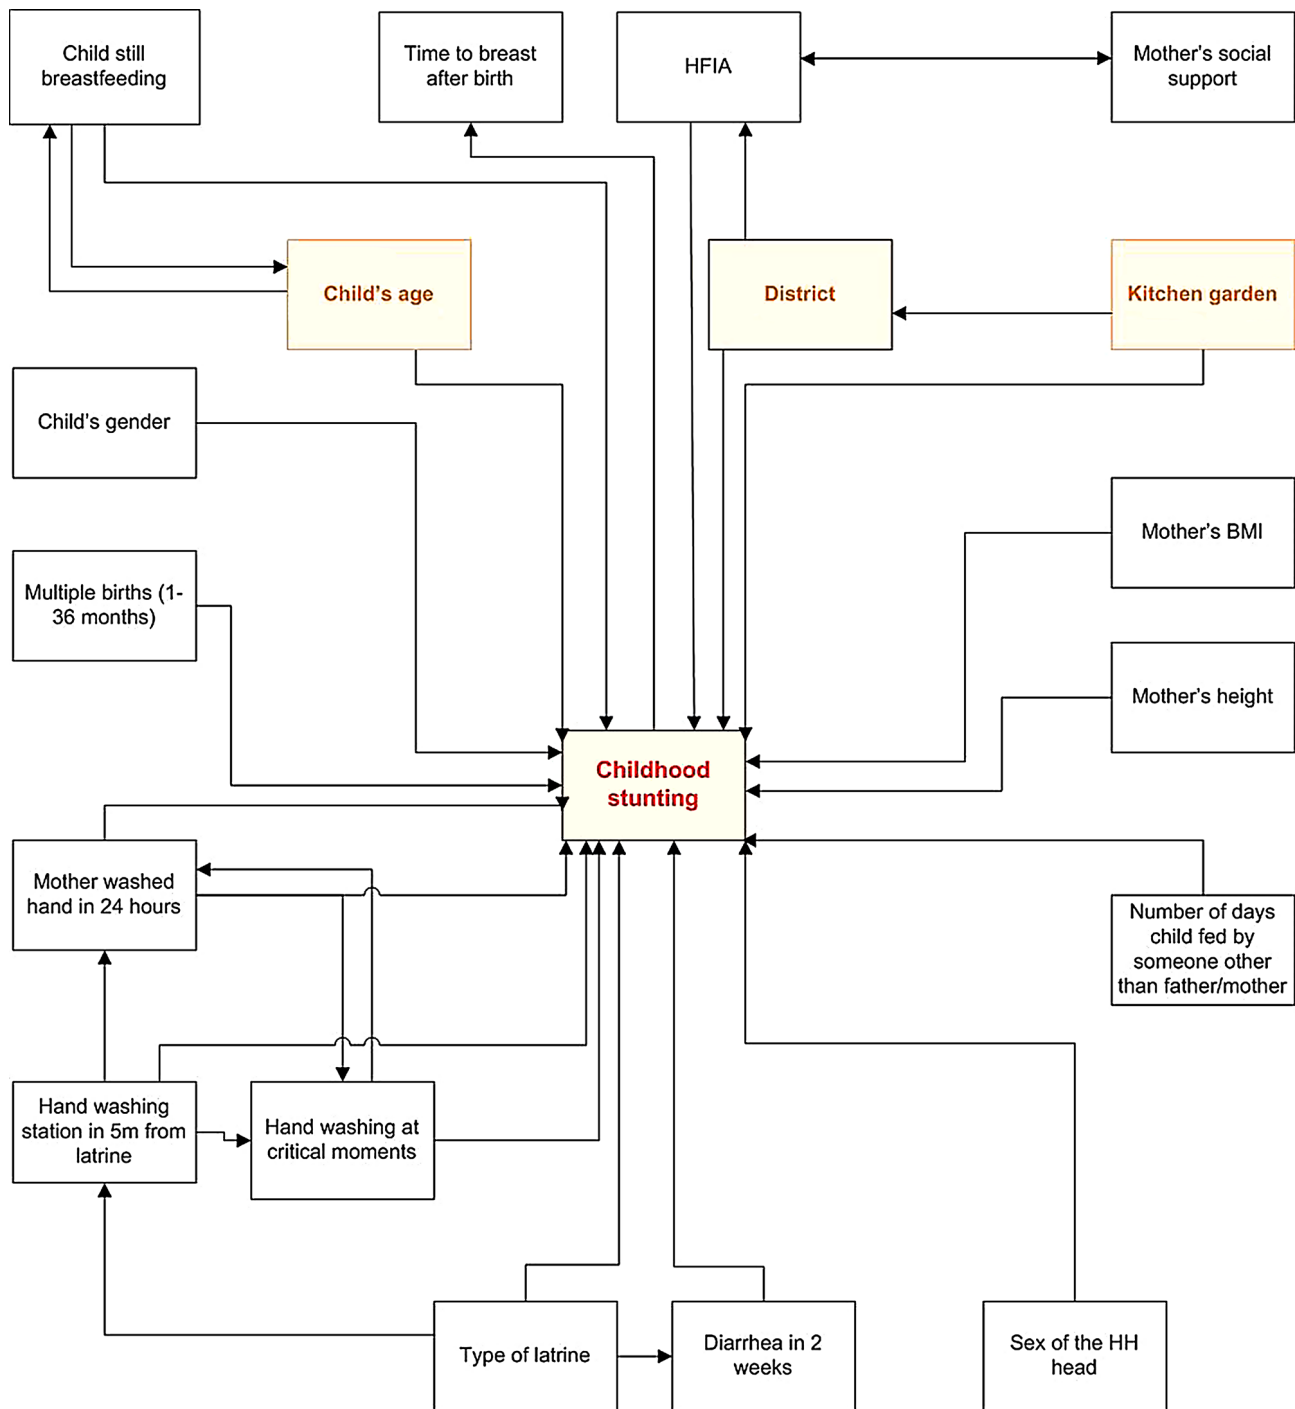 Child still
breastfeeding
Time to breast
after birth
HFIA
Mother's social
support
Child's age
District
Kitchen garden
Child's gender
Mother's BMI
Multiple births (1-
36 months)
Mother's height
Childhood
stunting
Mother washed
hand in 24 hours
Number of days
child fed by
someone other
than father/mother
Hand washing
station in 5m from
latrine
Hand washing at
critical moments
Type of latrine
Diarrhea in 2
weeks
Sex of the HH
head